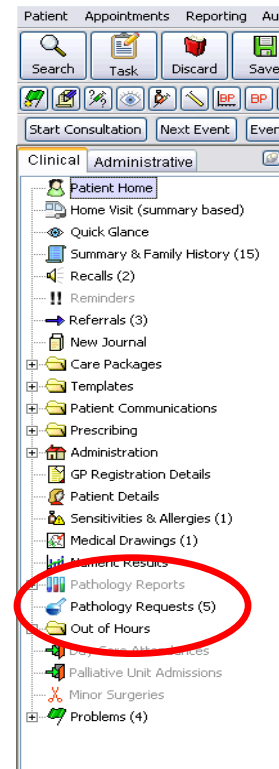 Patient Appointments Reporting Au
Search Task Discard Save
BP BP
Start Consultation Next Event Even
Clinical Administrative
Patient Home
Home Visit (summary based)
Quick Glance
Summary & Family History (15)
Recalls (2)
Reminders
Referrals (3)
New Journal
Care Packages
Templates
Patient Communications
Prescribing
Administration
GP Registration Details
Patient Details
Sensitivities & Allergies (1)
Medical Drawings (1)
Numeric Results
Pathology Reports
Pathology Requests (5)
Out of Hours
Day Care Attendances
Palliative Unit Admissions
Minor Surgeries
Problems (4)